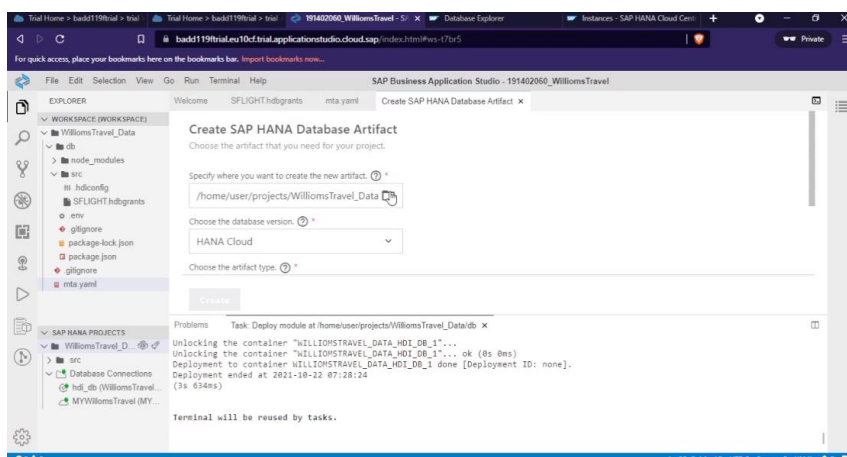 Trial Home > badd119ftrial > trial
Trial Home > badd119ftrial > trial
191402060_WilliomsTravel - SA
Database Explorer
Instances - SAP HANA Cloud Cent
badd119ftrial.eu10cf.trial.applicationstudio.cloud.sap/index.html#ws-t7br5
Private
For quick access, place your bookmarks here on the bookmarks bar. Import bookmarks now...
File Edit Selection View Go Run Terminal Help
SAP Business Application Studio - 191402060_WilliomsTravel
EXPLORER
Welcome
SFLIGHT.hdbgrants
mta.yaml
Create SAP HANA Database Artifact
WORKSPACE (WORKSPACE)
WilliomsTravel_Data
db
node_modules
src
.hdiconfig
SFLIGHT.hdbgrants
.env
.gitignore
package-lock.json
package.json
.gitignore
mta.yaml
Create SAP HANA Database Artifact
Choose the artifact that you need for your project.
Specify where you want to create the new artifact. *
/home/user/projects/WilliomsTravel_Data
Choose the database version. *
HANA Cloud
Choose the artifact type. *
Create
SAP HANA PROJECTS
WilliomsTravel_D...
src
Database Connections
hdi_db (WilliomsTravel...
MYWilliomsTravel (MY...
Problems
Task: Deploy module at /home/user/projects/WilliomsTravel_Data/db
Unlocking the container "WILLIOMSTRAVEL_DATA_HDI_DB_1"...
Unlocking the container "WILLIOMSTRAVEL_DATA_HDI_DB_1"... ok (0s 0ms)
Deployment to container WILLIOMSTRAVEL_DATA_HDI_DB_1 done [Deployment ID: none].
Deployment ended at 2021-10-22 07:28:24
(3s 634ms)
Terminal will be reused by tasks.